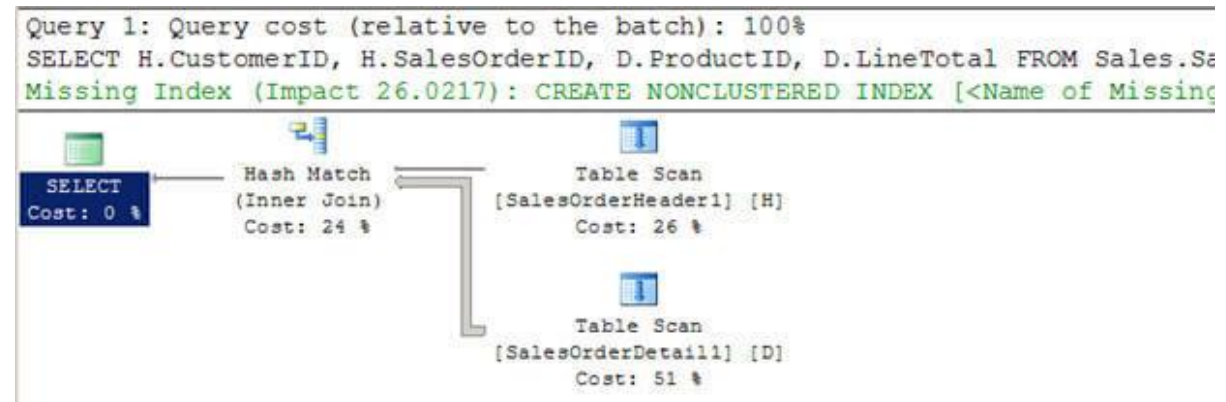 Query 1: Query cost (relative to the batch): 100%
SELECT H.CustomerID, H.SalesOrderID, D.ProductID, D.LineTotal FROM Sales.Sa
Missing Index (Impact 26.0217): CREATE NONCLUSTERED INDEX [<Name of Missing
SELECT
Cost: 0 %
Hash Match
(Inner Join)
Cost: 24 %
Table Scan
[SalesOrderHeader1] [H]
Cost: 26 %
Table Scan
[SalesOrderDetail1] [D]
Cost: 51 %